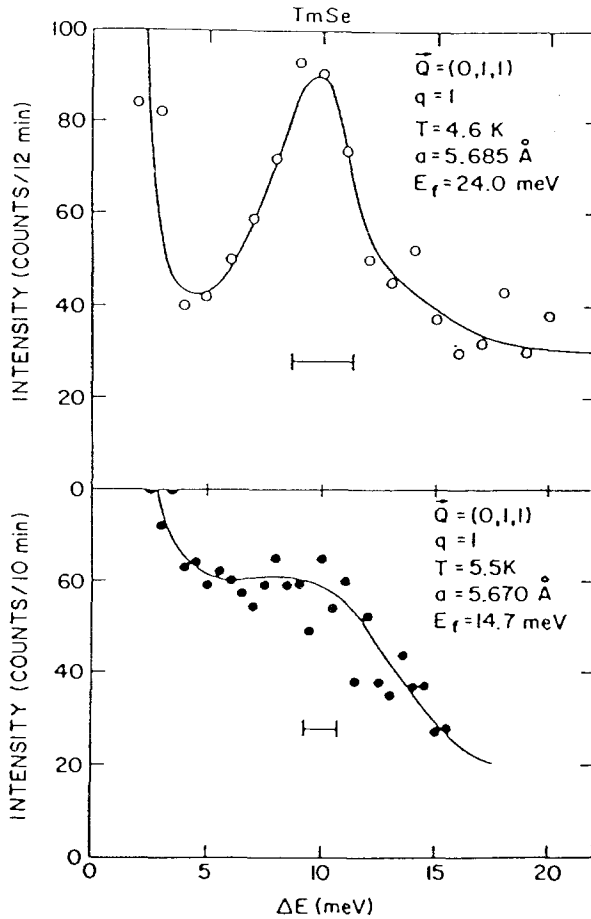 TmSe
INTENSITY (COUNTS/12 min)
100
80
60
40
20
0
Q⃗ = (0,1,1)
q = 1
T = 4.6 K
a = 5.685 Å
E_f = 24.0 meV
INTENSITY (COUNTS/10 min)
60
40
20
0
Q⃗ = (0,1,1)
q = 1
T = 5.5K
a = 5.670 Å
E_f = 14.7 meV
0 5 10 15 20
ΔE (meV)